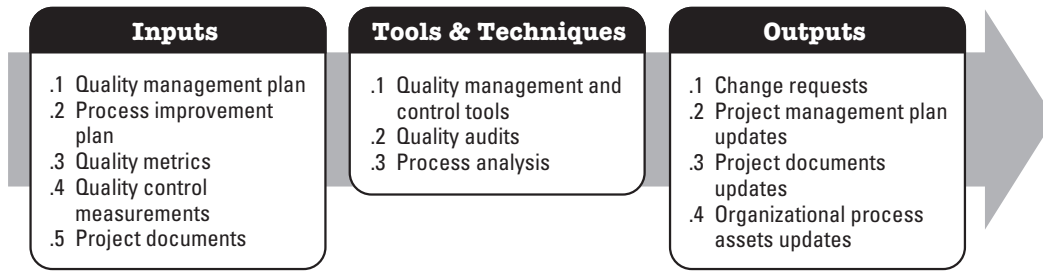 Inputs
.1 Quality management plan
.2 Process improvement
plan
.3 Quality metrics
.4 Quality control
measurements
.5 Project documents
Tools & Techniques
.1 Quality management and
control tools
.2 Quality audits
.3 Process analysis
Outputs
.1 Change requests
.2 Project management plan
updates
.3 Project documents
updates
.4 Organizational process
assets updates